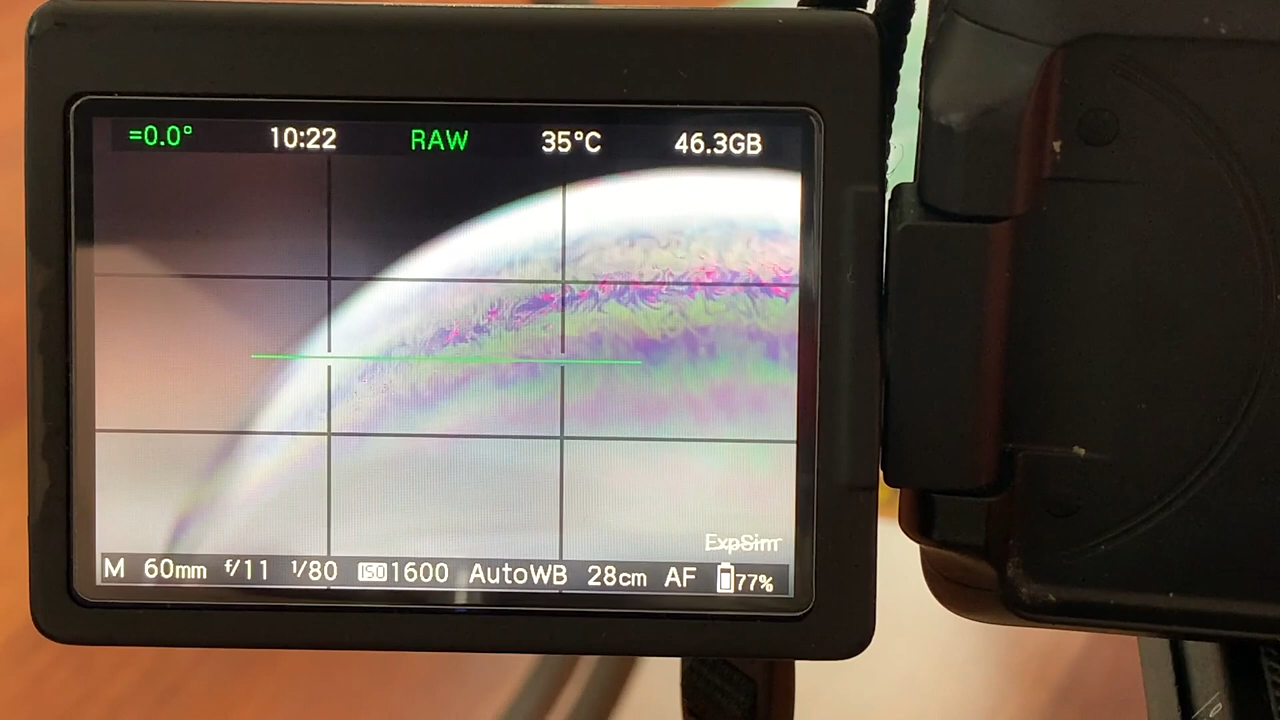 =0.0° 10:22 RAW 35°C 46.3GB
ExpSim
M 60mm f/11 1/80 ISO 1600 AutoWB 28cm AF 77%